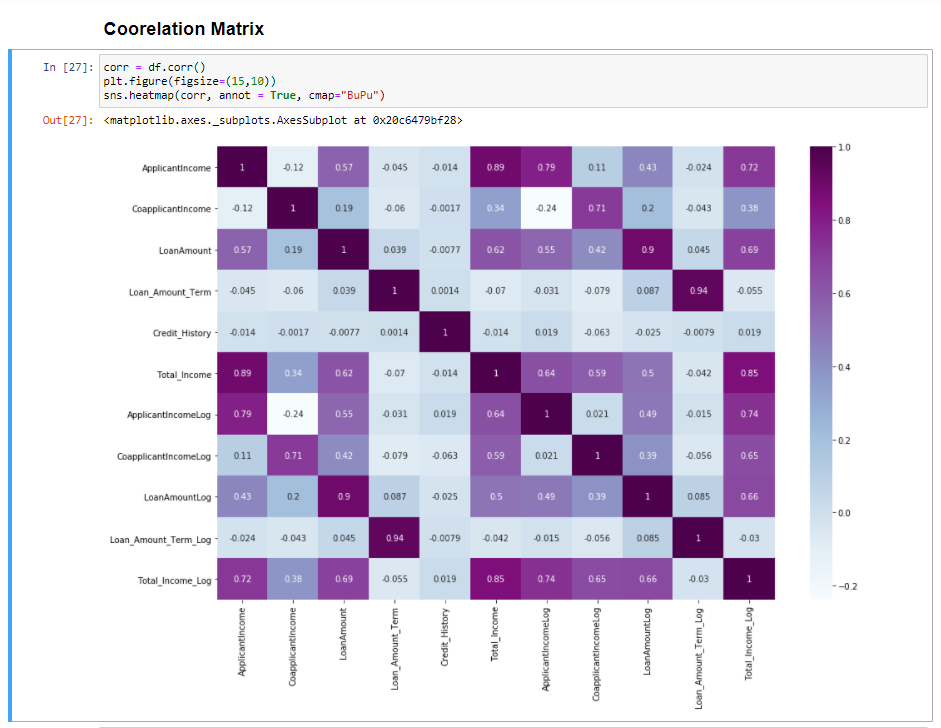 Coorelation Matrix
In [27]: corr = df.corr()
plt.figure(figsize=(15,10))
sns.heatmap(corr, annot = True, cmap="BuPu")
Out[27]: <matplotlib.axes._subplots.AxesSubplot at 0x20c6479bf28>
ApplicantIncome 1 -0.12 0.57 -0.045 -0.014 0.89 0.79 0.11 0.43 -0.024 0.72
CoapplicantIncome -0.12 1 0.19 -0.06 -0.0017 0.34 -0.24 0.71 0.2 -0.043 0.38
LoanAmount 0.57 0.19 1 0.039 -0.0077 0.62 0.55 0.42 0.9 0.045 0.69
Loan_Amount_Term -0.045 -0.06 0.039 1 0.0014 -0.07 -0.031 -0.079 0.087 0.94 -0.055
Credit_History -0.014 -0.0017 -0.0077 0.0014 1 -0.014 0.019 -0.063 -0.025 -0.0079 0.019
Total_Income 0.89 0.34 0.62 -0.07 -0.014 1 0.64 0.59 0.5 -0.042 0.85
ApplicantIncomeLog 0.79 -0.24 0.55 -0.031 0.019 0.64 1 0.021 0.49 -0.015 0.74
CoapplicantIncomeLog 0.11 0.71 0.42 -0.079 -0.063 0.59 0.021 1 0.39 -0.056 0.65
LoanAmountLog 0.43 0.2 0.9 0.087 -0.025 0.5 0.49 0.39 1 0.085 0.66
Loan_Amount_Term_Log -0.024 -0.043 0.045 0.94 -0.0079 -0.042 -0.015 -0.056 0.085 1 -0.03
Total_Income_Log 0.72 0.38 0.69 -0.055 0.019 0.85 0.74 0.65 0.66 -0.03 1
ApplicantIncome
CoapplicantIncome
LoanAmount
Loan_Amount_Term
Credit_History
Total_Income
ApplicantIncomeLog
CoapplicantIncomeLog
LoanAmountLog
Loan_Amount_Term_Log
Total_Income_Log
1.0
0.8
0.6
0.4
0.2
0.0
−0.2